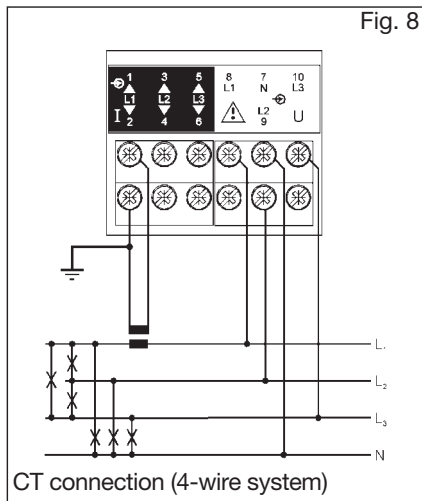 Fig. 8
1 3 5 8 7 10
L1 N L3
L1 L2 L3
I L2 U
2 4 6 9
L
L₂
L₃
N
CT connection (4-wire system)